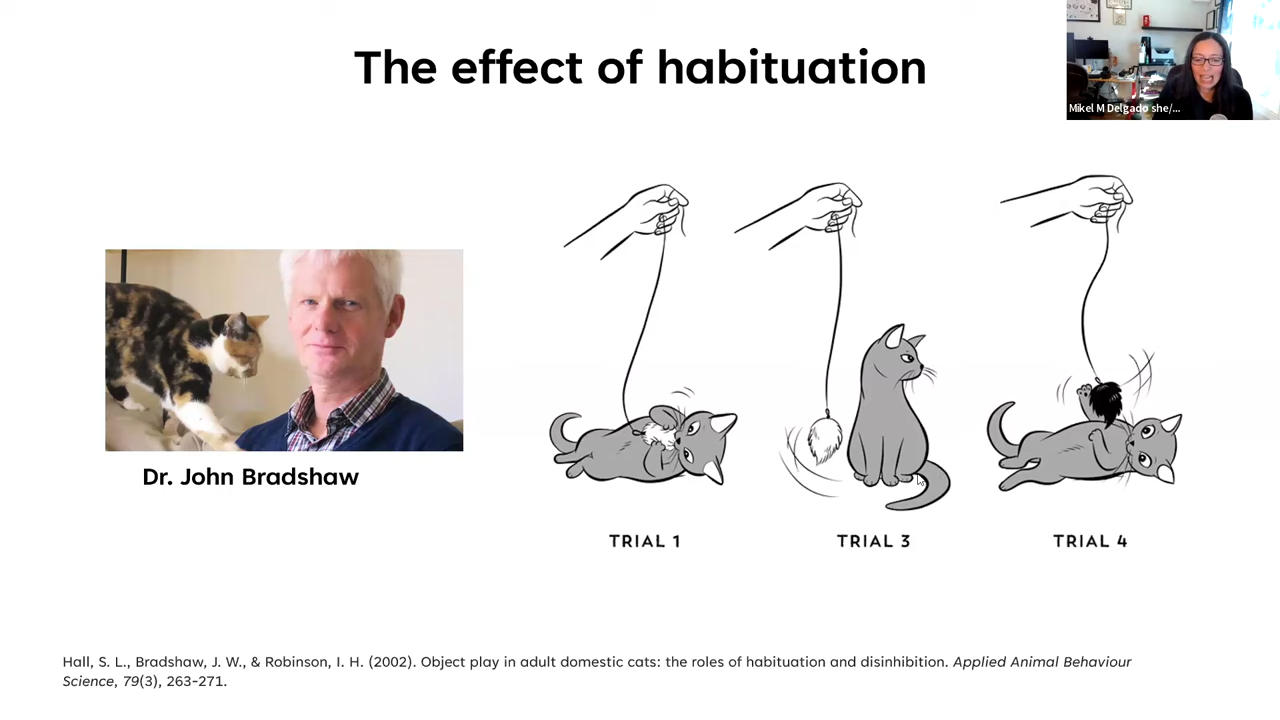 The effect of habituation
Mikel M Delgado she/...
Dr. John Bradshaw
TRIAL 1
TRIAL 3
TRIAL 4
Hall, S. L., Bradshaw, J. W., & Robinson, I. H. (2002). Object play in adult domestic cats: the roles of habituation and disinhibition. Applied Animal Behaviour
Science, 79(3), 263-271.